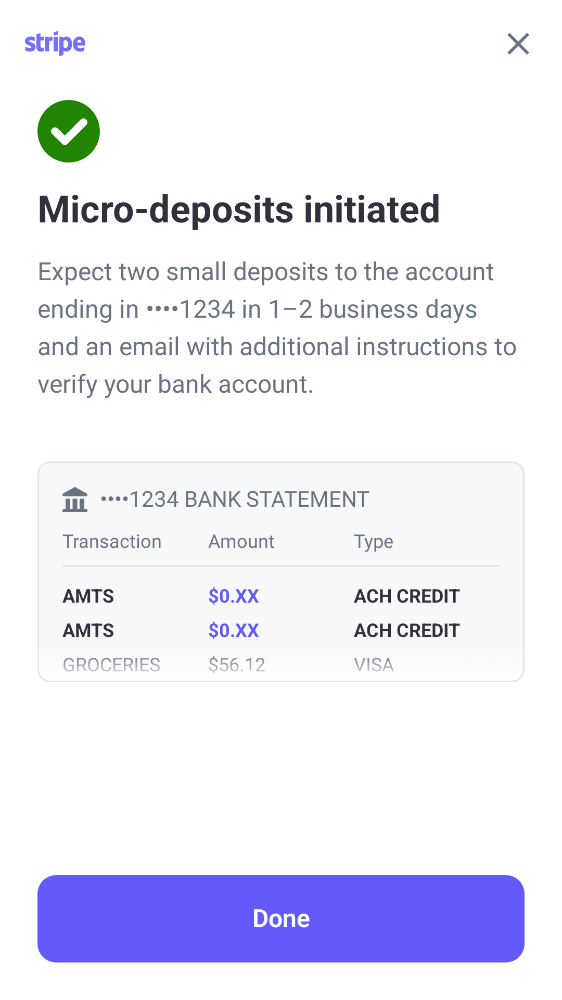 stripe
Micro-deposits initiated
Expect two small deposits to the account
ending in ••••1234 in 1–2 business days
and an email with additional instructions to
verify your bank account.
••••1234 BANK STATEMENT
Transaction Amount Type
AMTS $0.XX ACH CREDIT
AMTS $0.XX ACH CREDIT
GROCERIES $56.12 VISA
Done